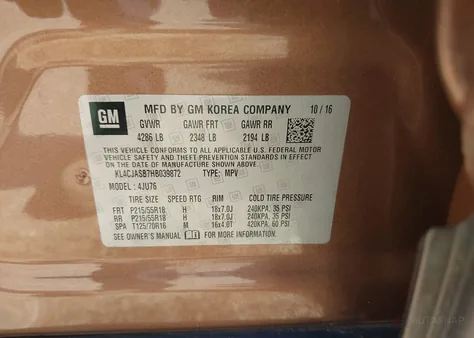 GM
MFD BY GM KOREA COMPANY 10/16
GVWR GAWR FRT GAWR RR
4286 LB 2348 LB 2194 LB
THIS VEHICLE CONFORMS TO ALL APPLICABLE U.S. FEDERAL MOTOR
VEHICLE SAFETY AND THEFT PREVENTION STANDARDS IN EFFECT
ON THE DATE OF MANUFACTURE SHOWN ABOVE.
KL4CJASB7HB039872 TYPE: MPV
MODEL: 4JU76
TIRE SIZE SPEED RTG RIM COLD TIRE PRESSURE
FRT P215/55R18 H 18x7.0J 240KPA, 35 PSI
RR P215/55R18 H 18x7.0J 240KPA, 35 PSI
SPA T125/70R16 M 16x4.0T 420KPA, 60 PSI
SEE OWNER'S MANUAL FOR MORE INFORMATION.